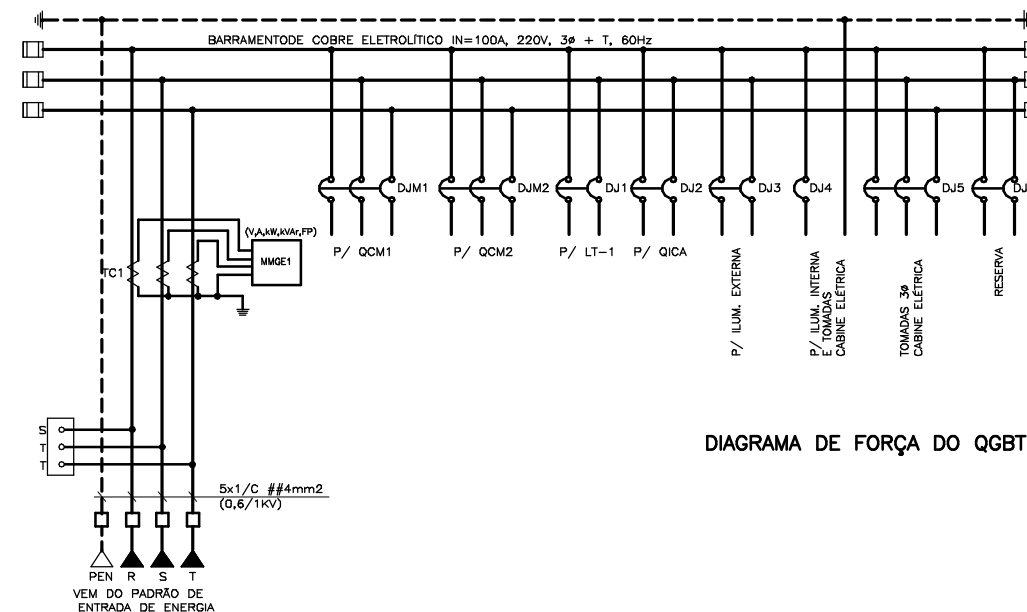 BARRAMENTODE COBRE ELETROLÍTICO IN=100A, 220V, 3ø + T, 60Hz
DJM1
DJM2
DJ1
DJ2
DJ3
DJ4
DJ5
DJ
(V,A,kW,kVAr,FP)
MMGE1
TC1
P/ QCM1
P/ QCM2
P/ LT-1
P/ QICA
P/ ILUM. EXTERNA
P/ ILUM. INTERNA
E TOMADAS
CABINE ELÉTRICA
TOMADAS 3ø
CABINE ELÉTRICA
RESERVA
DIAGRAMA DE FORÇA DO QGBT
S
T
T
5x1/C ##4mm2
(0,6/1KV)
PEN R S T
VEM DO PADRÃO DE
ENTRADA DE ENERGIA